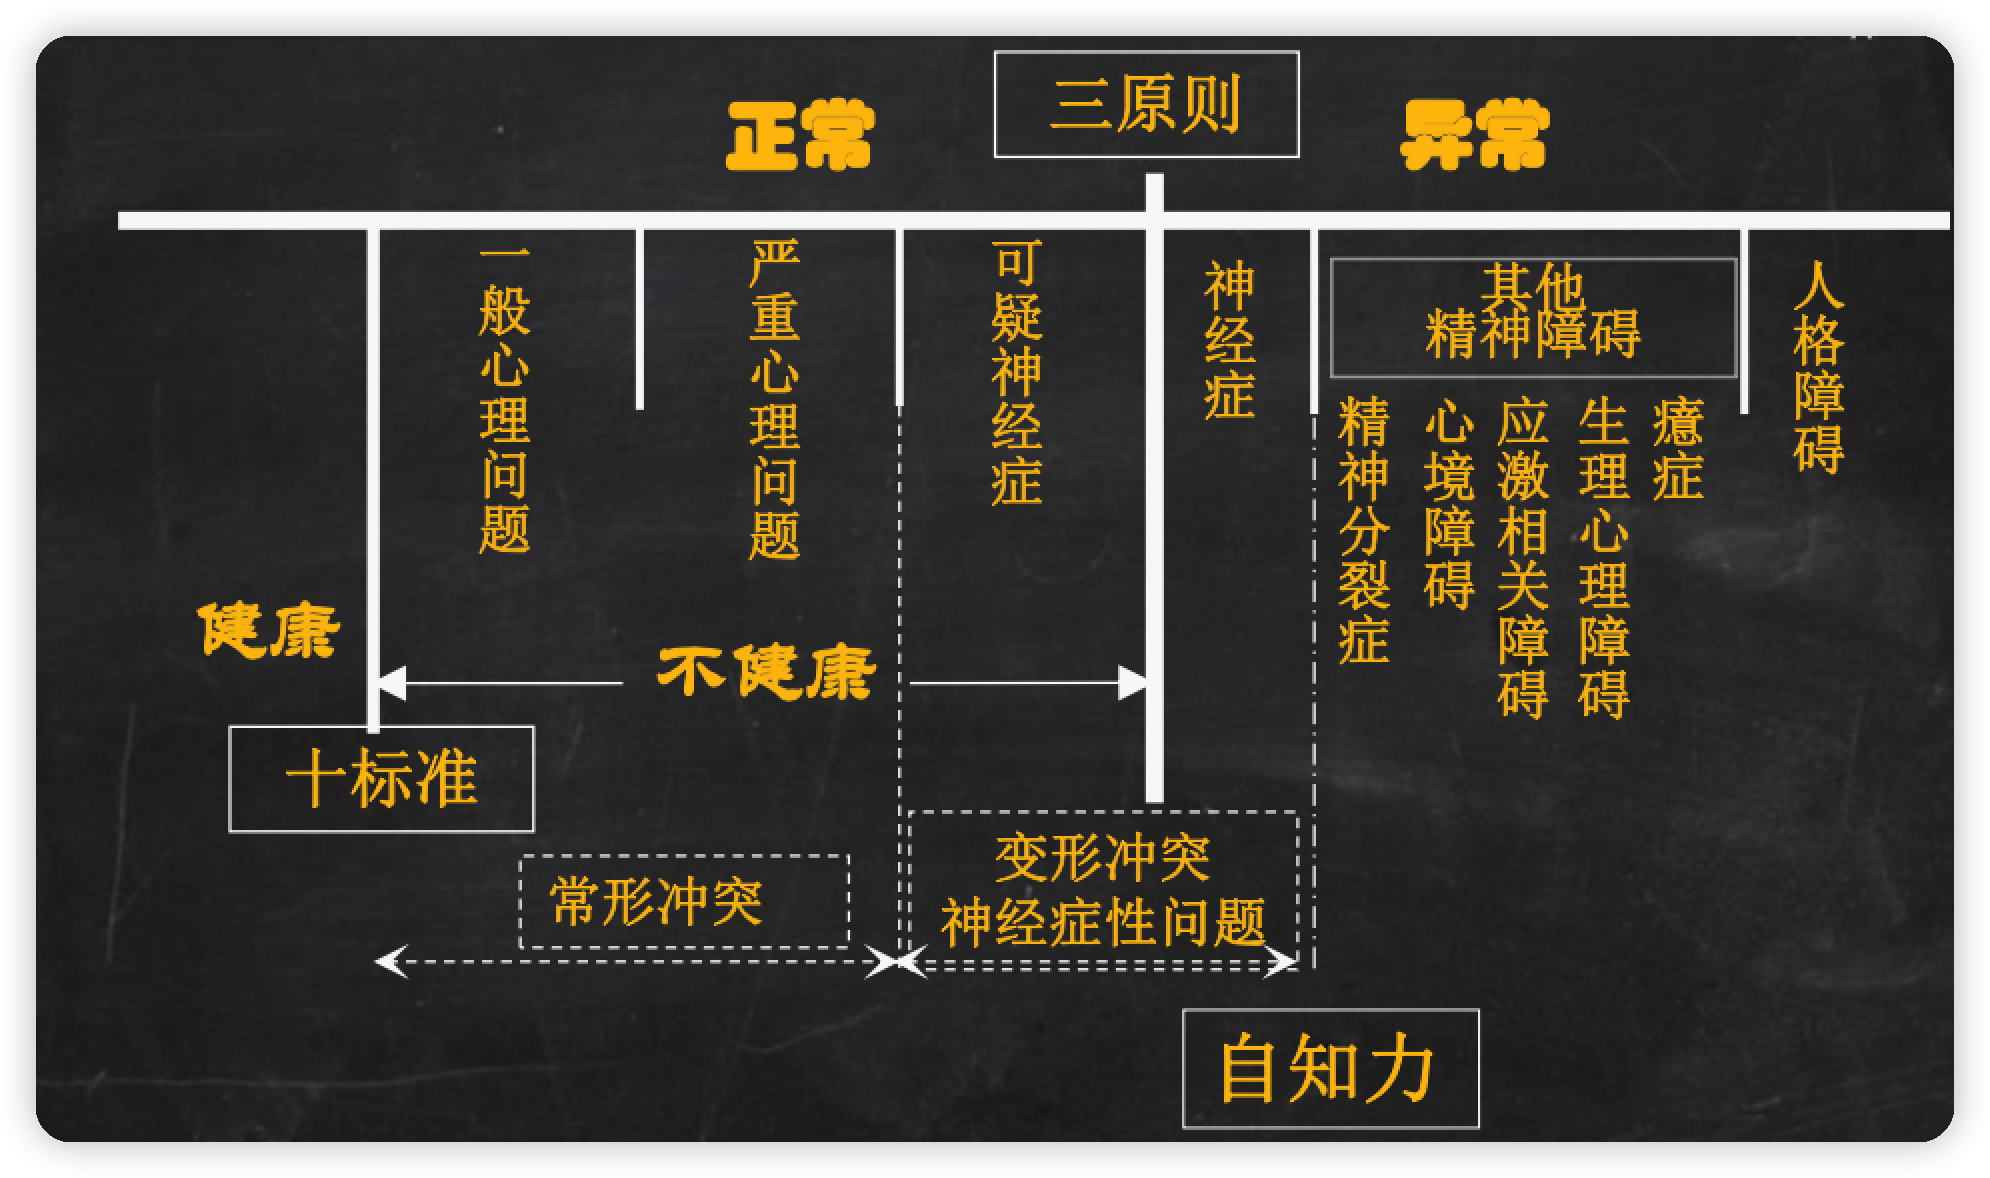 三原则
正常
异常
一般心理问题
严重心理问题
可疑神经症
神经症
其他
精神障碍
精神分裂症
心境障碍
应激相关障碍
生理心理障碍
癔症
人格障碍
健康
不健康
十标准
常形冲突
变形冲突
神经症性问题
自知力